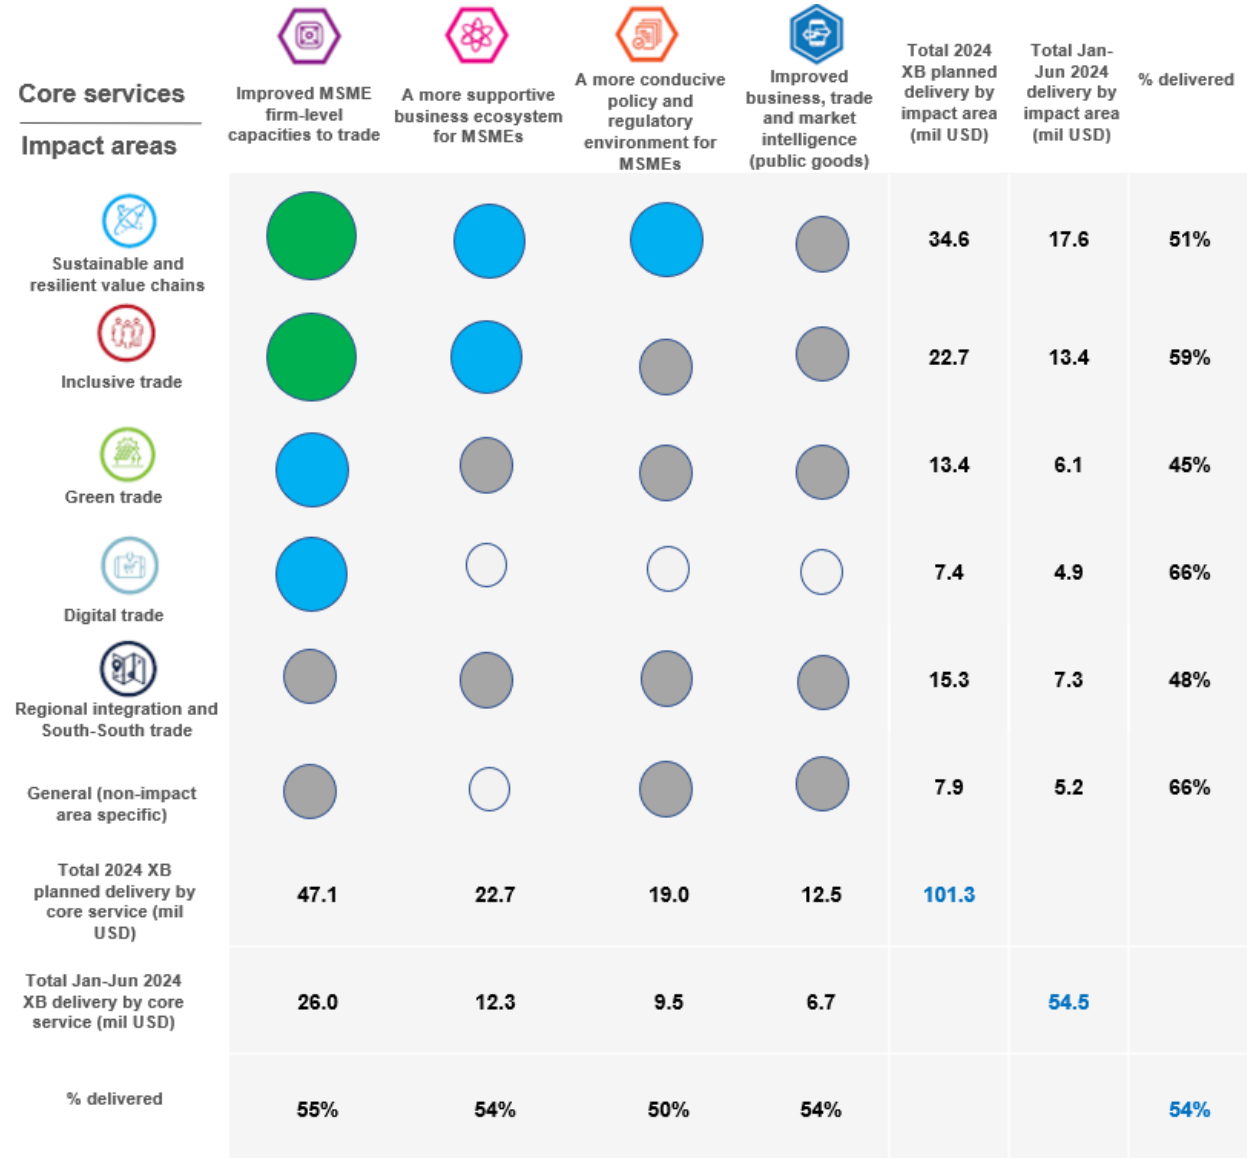 Core services
Impact areas
Improved MSME
firm-level
capacities to trade
A more supportive
business ecosystem
for MSMEs
A more conducive
policy and
regulatory
environment for
MSMEs
Improved
business, trade
and market
intelligence
(public goods)
Total 2024
XB planned
delivery by
impact area
(mil USD)
Total Jan-
Jun 2024
delivery by
impact area
(mil USD)
% delivered
Sustainable and
resilient value chains
34.6 17.6 51%
Inclusive trade
22.7 13.4 59%
Green trade
13.4 6.1 45%
Digital trade
7.4 4.9 66%
Regional integration and
South-South trade
15.3 7.3 48%
General (non-impact
area specific)
7.9 5.2 66%
Total 2024 XB
planned delivery by
core service (mil
USD)
47.1 22.7 19.0 12.5 101.3
Total Jan-Jun 2024
XB delivery by core
service (mil USD)
26.0 12.3 9.5 6.7 54.5
% delivered
55% 54% 50% 54% 54%